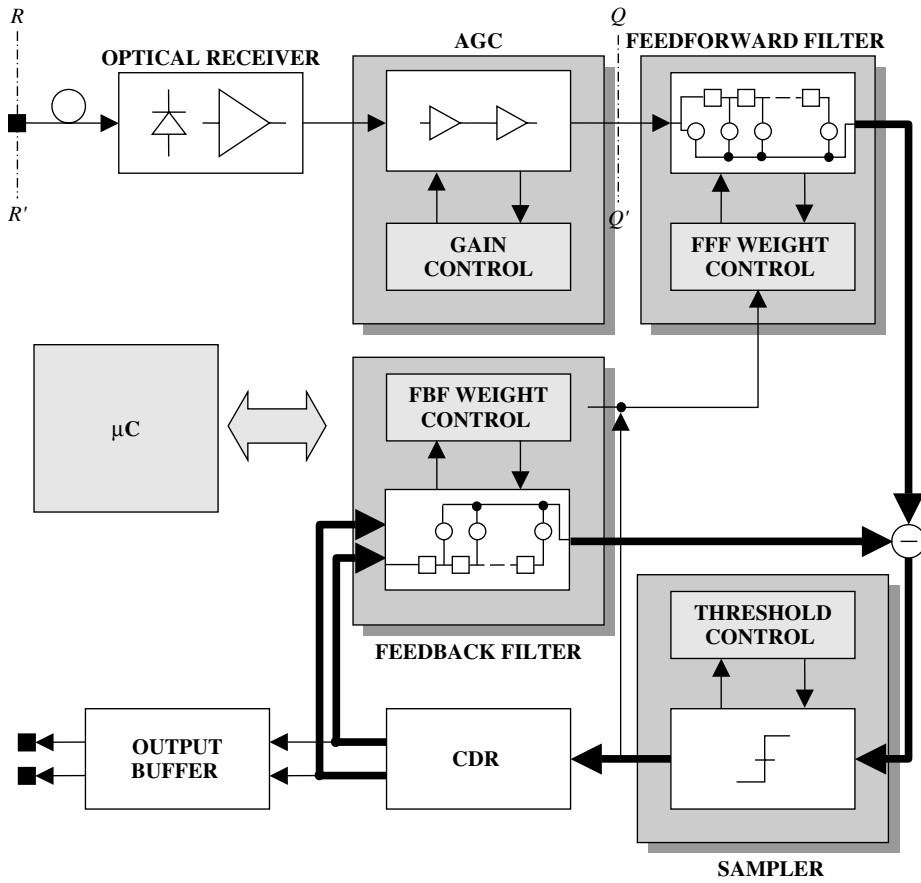 R
Q
OPTICAL RECEIVER
AGC
FEEDFORWARD FILTER
R'
Q'
GAIN
CONTROL
FFF WEIGHT
CONTROL
μC
FBF WEIGHT
CONTROL
−
FEEDBACK FILTER
THRESHOLD
CONTROL
OUTPUT
BUFFER
CDR
SAMPLER